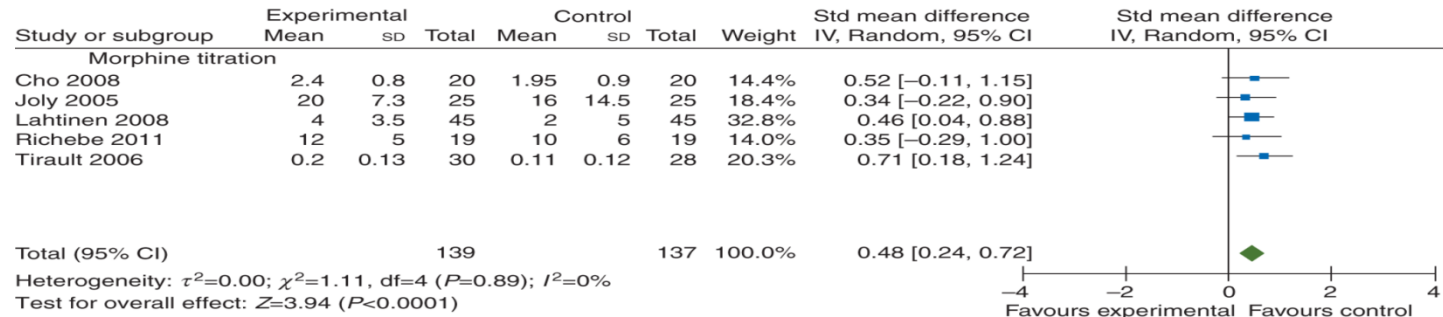 Experimental Control Std mean difference Std mean difference
Study or subgroup Mean SD Total Mean SD Total Weight IV, Random, 95% CI IV, Random, 95% CI
Morphine titration
Cho 2008 2.4 0.8 20 1.95 0.9 20 14.4% 0.52 [–0.11, 1.15]
Joly 2005 20 7.3 25 16 14.5 25 18.4% 0.34 [–0.22, 0.90]
Lahtinen 2008 4 3.5 45 2 5 45 32.8% 0.46 [0.04, 0.88]
Richebe 2011 12 5 19 10 6 19 14.0% 0.35 [–0.29, 1.00]
Tirault 2006 0.2 0.13 30 0.11 0.12 28 20.3% 0.71 [0.18, 1.24]
Total (95% CI) 139 137 100.0% 0.48 [0.24, 0.72]
Heterogeneity: τ²=0.00; χ²=1.11, df=4 (P=0.89); I²=0%
Test for overall effect: Z=3.94 (P<0.0001)
–4 –2 0 2 4
Favours experimental Favours control